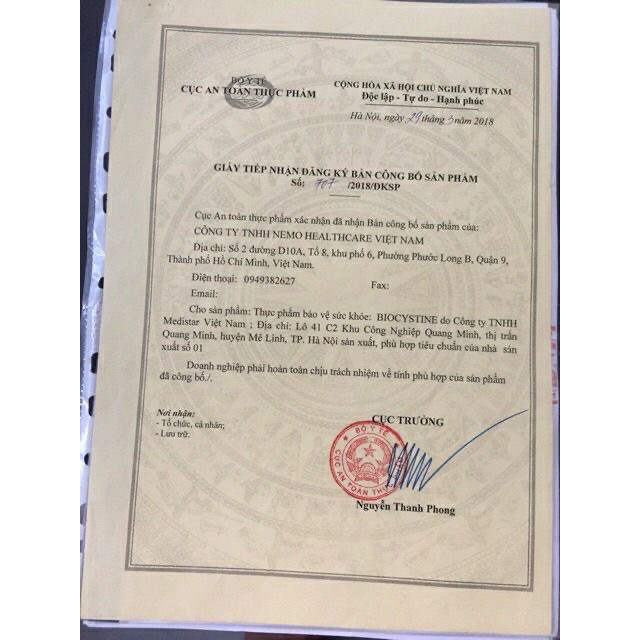 BỘ Y TẾ
CỤC AN TOÀN THỰC PHẨM
CỘNG HÒA XÃ HỘI CHỦ NGHĨA VIỆT NAM
Độc lập - Tự do - Hạnh phúc
Hà Nội, ngày 29 tháng 3 năm 2018
GIẤY TIẾP NHẬN ĐĂNG KÝ BẢN CÔNG BỐ SẢN PHẨM
Số: 707 /2018/ĐKSP
Cục An toàn thực phẩm xác nhận đã nhận Bản công bố sản phẩm của:
CÔNG TY TNHH NEMO HEALTHCARE VIỆT NAM
Địa chỉ: Số 2 đường D10A, Tổ 8, khu phố 6, Phường Phước Long B, Quận 9,
Thành phố Hồ Chí Minh, Việt Nam.
Điện thoại: 0949382627 Fax:
Email:
Cho sản phẩm: Thực phẩm bảo vệ sức khỏe: BIOCYSTINE do Công ty TNHH
Medistar Việt Nam ; Địa chỉ: Lô 41 C2 Khu Công Nghiệp Quang Minh, thị trấn
Quang Minh, huyện Mê Linh, TP. Hà Nội sản xuất, phù hợp tiêu chuẩn của nhà sản
xuất số 01
Doanh nghiệp phải hoàn toàn chịu trách nhiệm về tính phù hợp của sản phẩm
đã công bố./.
Nơi nhận:
- Tổ chức, cá nhân;
- Lưu trữ.
CỤC TRƯỞNG
BỘ Y TẾ
CỤC AN TOÀN THỰC PHẨM
Nguyễn Thanh Phong